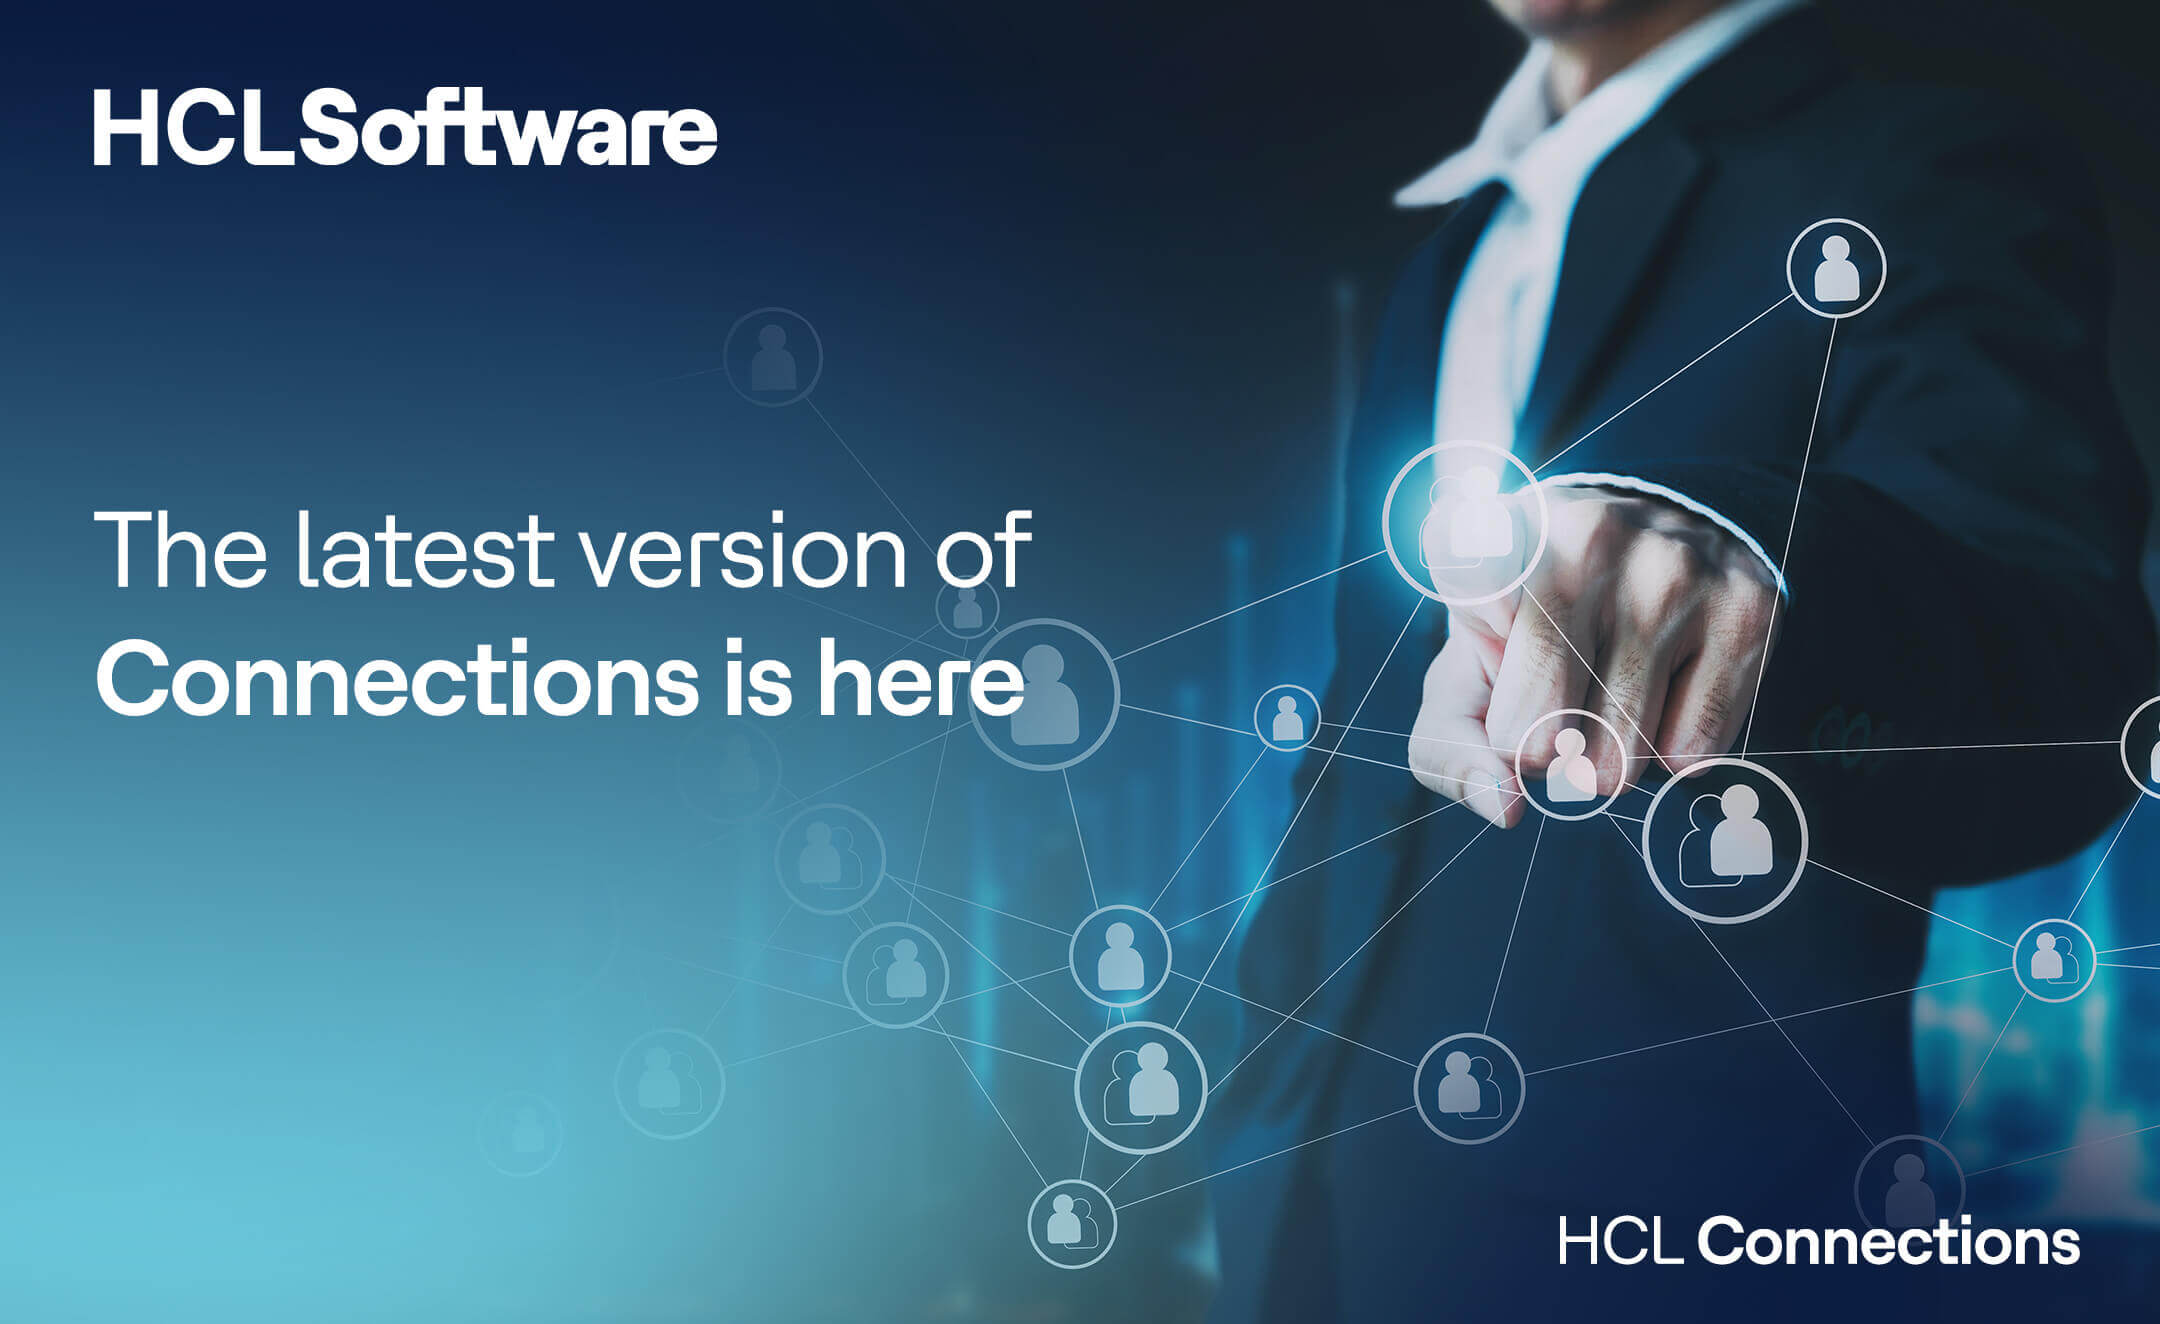 HCLSoftware
The latest version of
Connections is here
HCL Connections